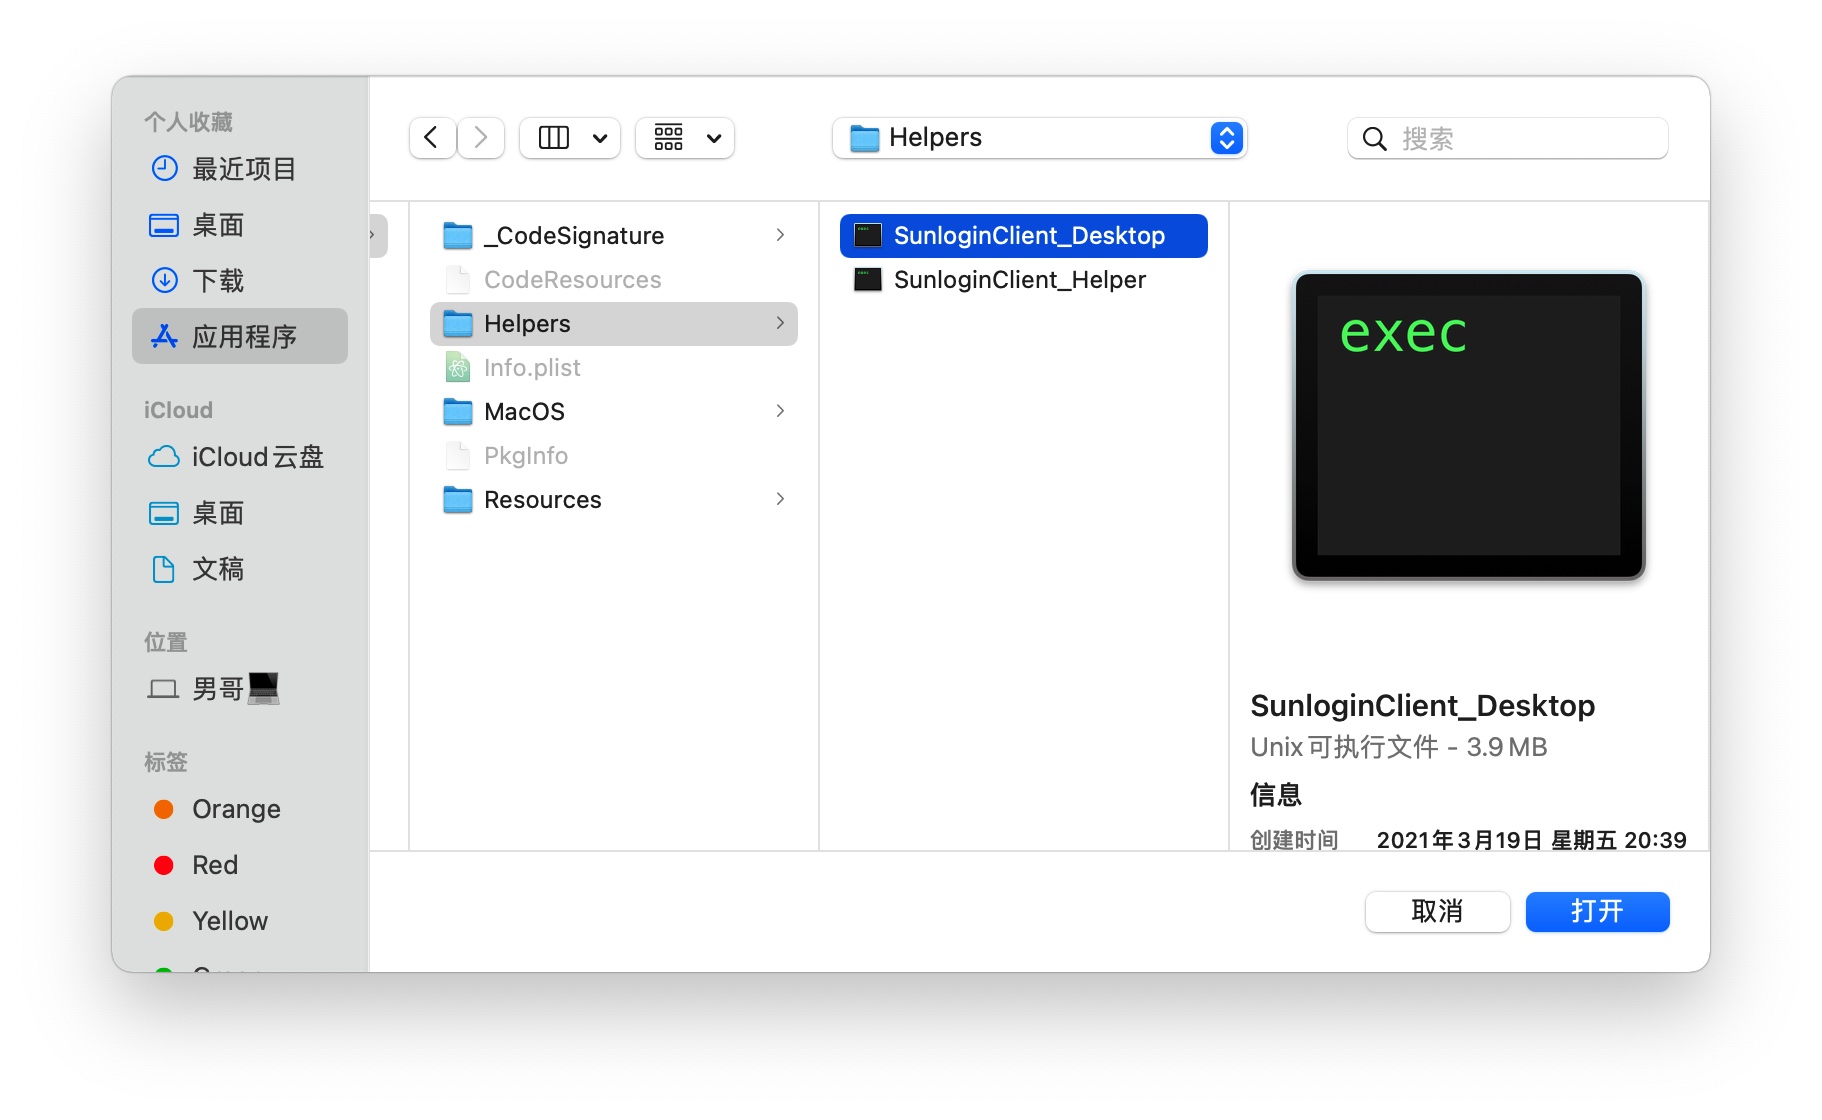 个人收藏
最近项目
桌面
下载
应用程序
iCloud
iCloud云盘
桌面
文稿
位置
男哥💻
标签
Orange
Red
Yellow
Helpers
搜索
_CodeSignature
CodeResources
Helpers
Info.plist
MacOS
PkgInfo
Resources
SunloginClient_Desktop
SunloginClient_Helper
exec
SunloginClient_Desktop
Unix可执行文件 - 3.9 MB
信息
创建时间 2021年3月19日 星期五 20:39
取消
打开